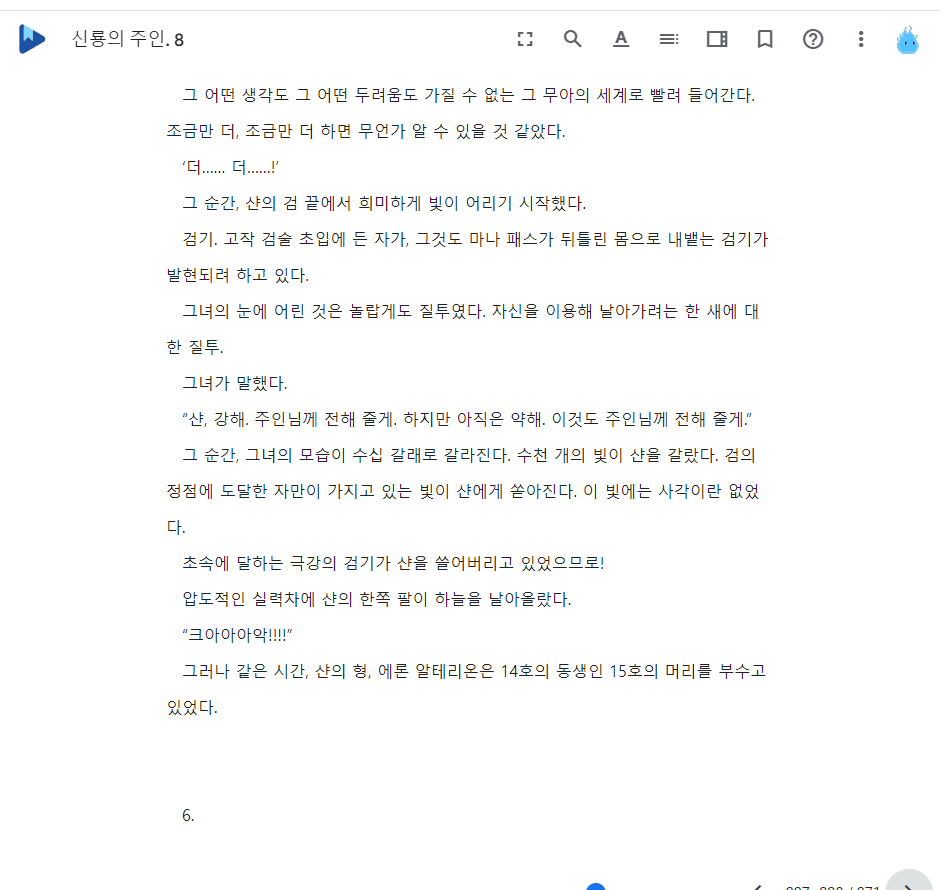 신룡의 주인. 8
그 어떤 생각도 그 어떤 두려움도 가질 수 없는 그 무아의 세계로 빨려 들어간다.
조금만 더, 조금만 더 하면 무언가 알 수 있을 것 같았다.
‘더…… 더……!’
그 순간, 샨의 검 끝에서 희미하게 빛이 어리기 시작했다.
검기. 고작 검술 초입에 든 자가, 그것도 마나 패스가 뒤틀린 몸으로 내뱉는 검기가
발현되려 하고 있다.
그녀의 눈에 어린 것은 놀랍게도 질투였다. 자신을 이용해 날아가려는 한 새에 대
한 질투.
그녀가 말했다.
“샨, 강해. 주인님께 전해 줄게. 하지만 아직은 약해. 이것도 주인님께 전해 줄게.”
그 순간, 그녀의 모습이 수십 갈래로 갈라진다. 수천 개의 빛이 샨을 갈랐다. 검의
정점에 도달한 자만이 가지고 있는 빛이 샨에게 쏟아진다. 이 빛에는 사각이란 없었
다.
초속에 달하는 극강의 검기가 샨을 쓸어버리고 있었으므로!
압도적인 실력차에 샨의 한쪽 팔이 하늘을 날아올랐다.
“크아아아악!!!!”
그러나 같은 시간, 샨의 형, 에론 알테리온은 14호의 동생인 15호의 머리를 부수고
있었다.
6.